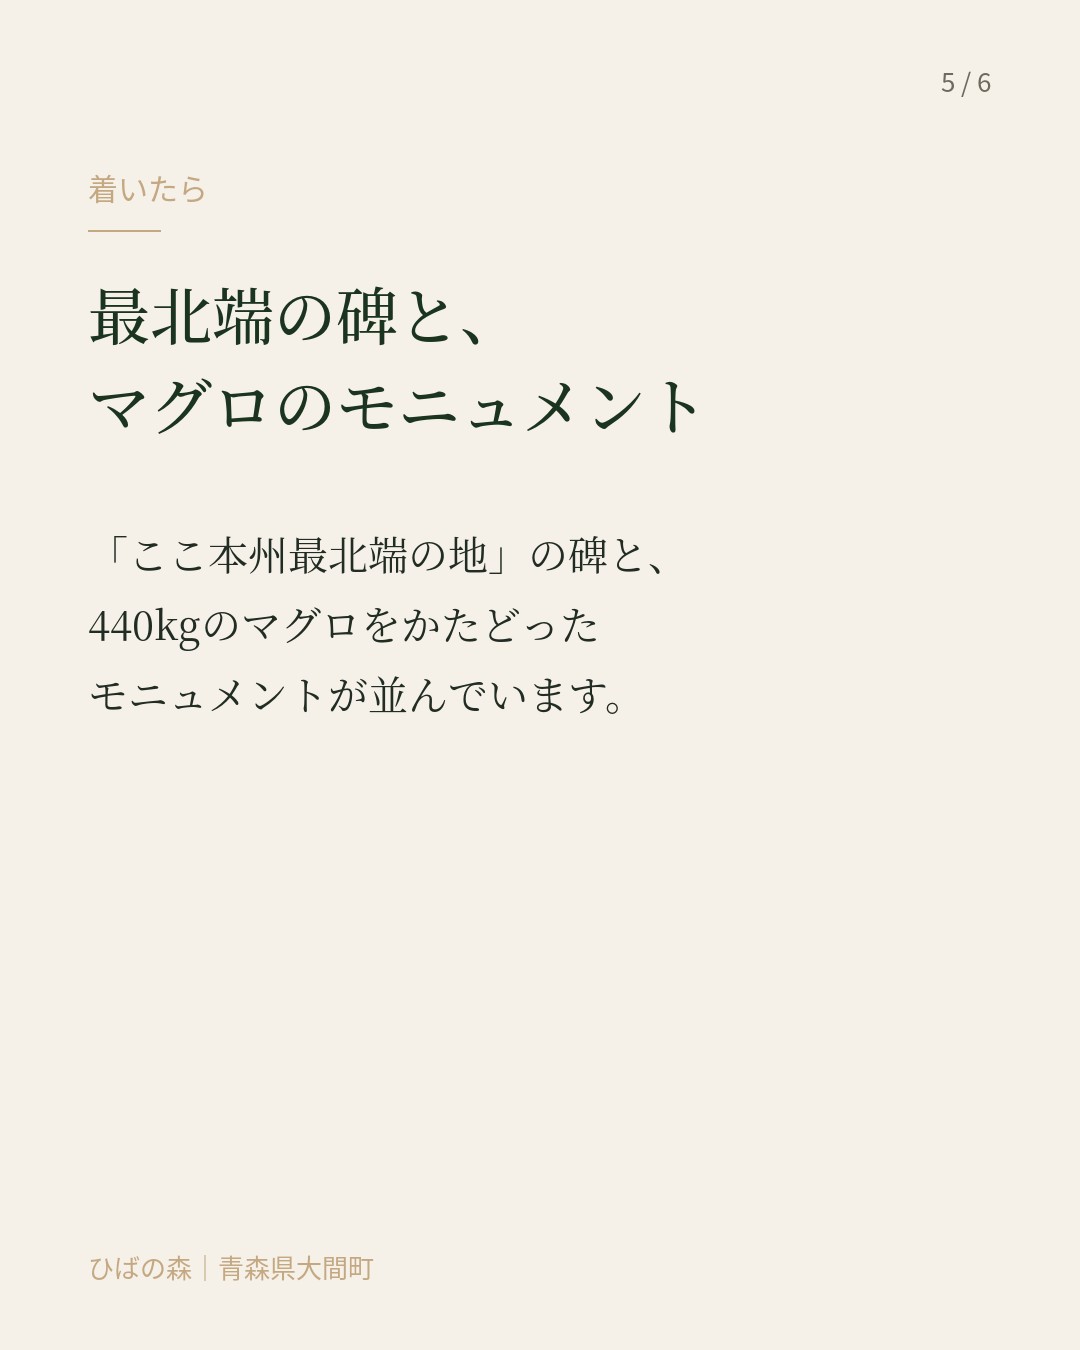 5 / 6
着いたら
最北端の碑と、
マグロのモニュメント
「ここ本州最北端の地」の碑と、
440kgのマグロをかたどった
モニュメントが並んでいます。
ひばの森｜青森県大間町